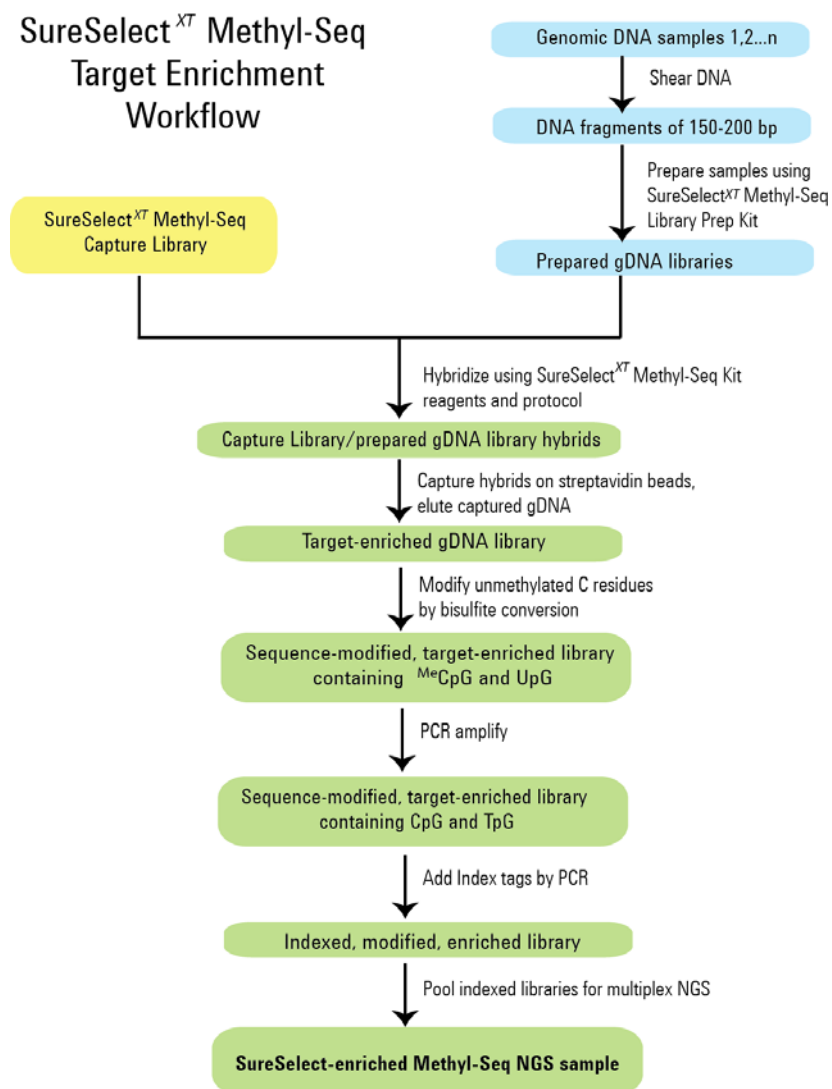 SureSelect^XT Methyl-Seq
Target Enrichment
Workflow
Genomic DNA samples 1,2...n
Shear DNA
DNA fragments of 150-200 bp
Prepare samples using
SureSelectXT Methyl-Seq
Library Prep Kit
SureSelect^XT Methyl-Seq
Capture Library
Prepared gDNA libraries
Hybridize using SureSelect^XT Methyl-Seq Kit
reagents and protocol
Capture Library/prepared gDNA library hybrids
Capture hybrids on streptavidin beads,
elute captured gDNA
Target-enriched gDNA library
Modify unmethylated C residues
by bisulfite conversion
Sequence-modified, target-enriched library
containing ^MeCpG and UpG
PCR amplify
Sequence-modified, target-enriched library
containing CpG and TpG
Add Index tags by PCR
Indexed, modified, enriched library
Pool indexed libraries for multiplex NGS
SureSelect-enriched Methyl-Seq NGS sample